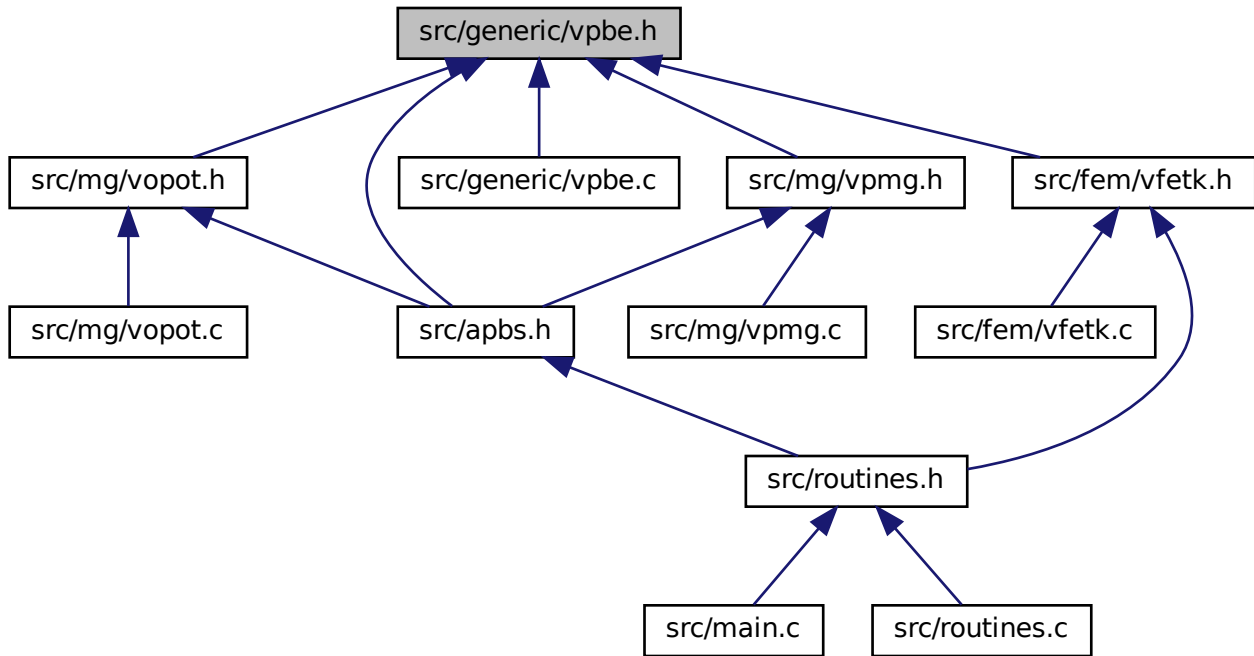 src/generic/vpbe.h
src/mg/vopot.h
src/generic/vpbe.c
src/mg/vpmg.h
src/fem/vfetk.h
src/mg/vopot.c
src/apbs.h
src/mg/vpmg.c
src/fem/vfetk.c
src/routines.h
src/main.c
src/routines.c